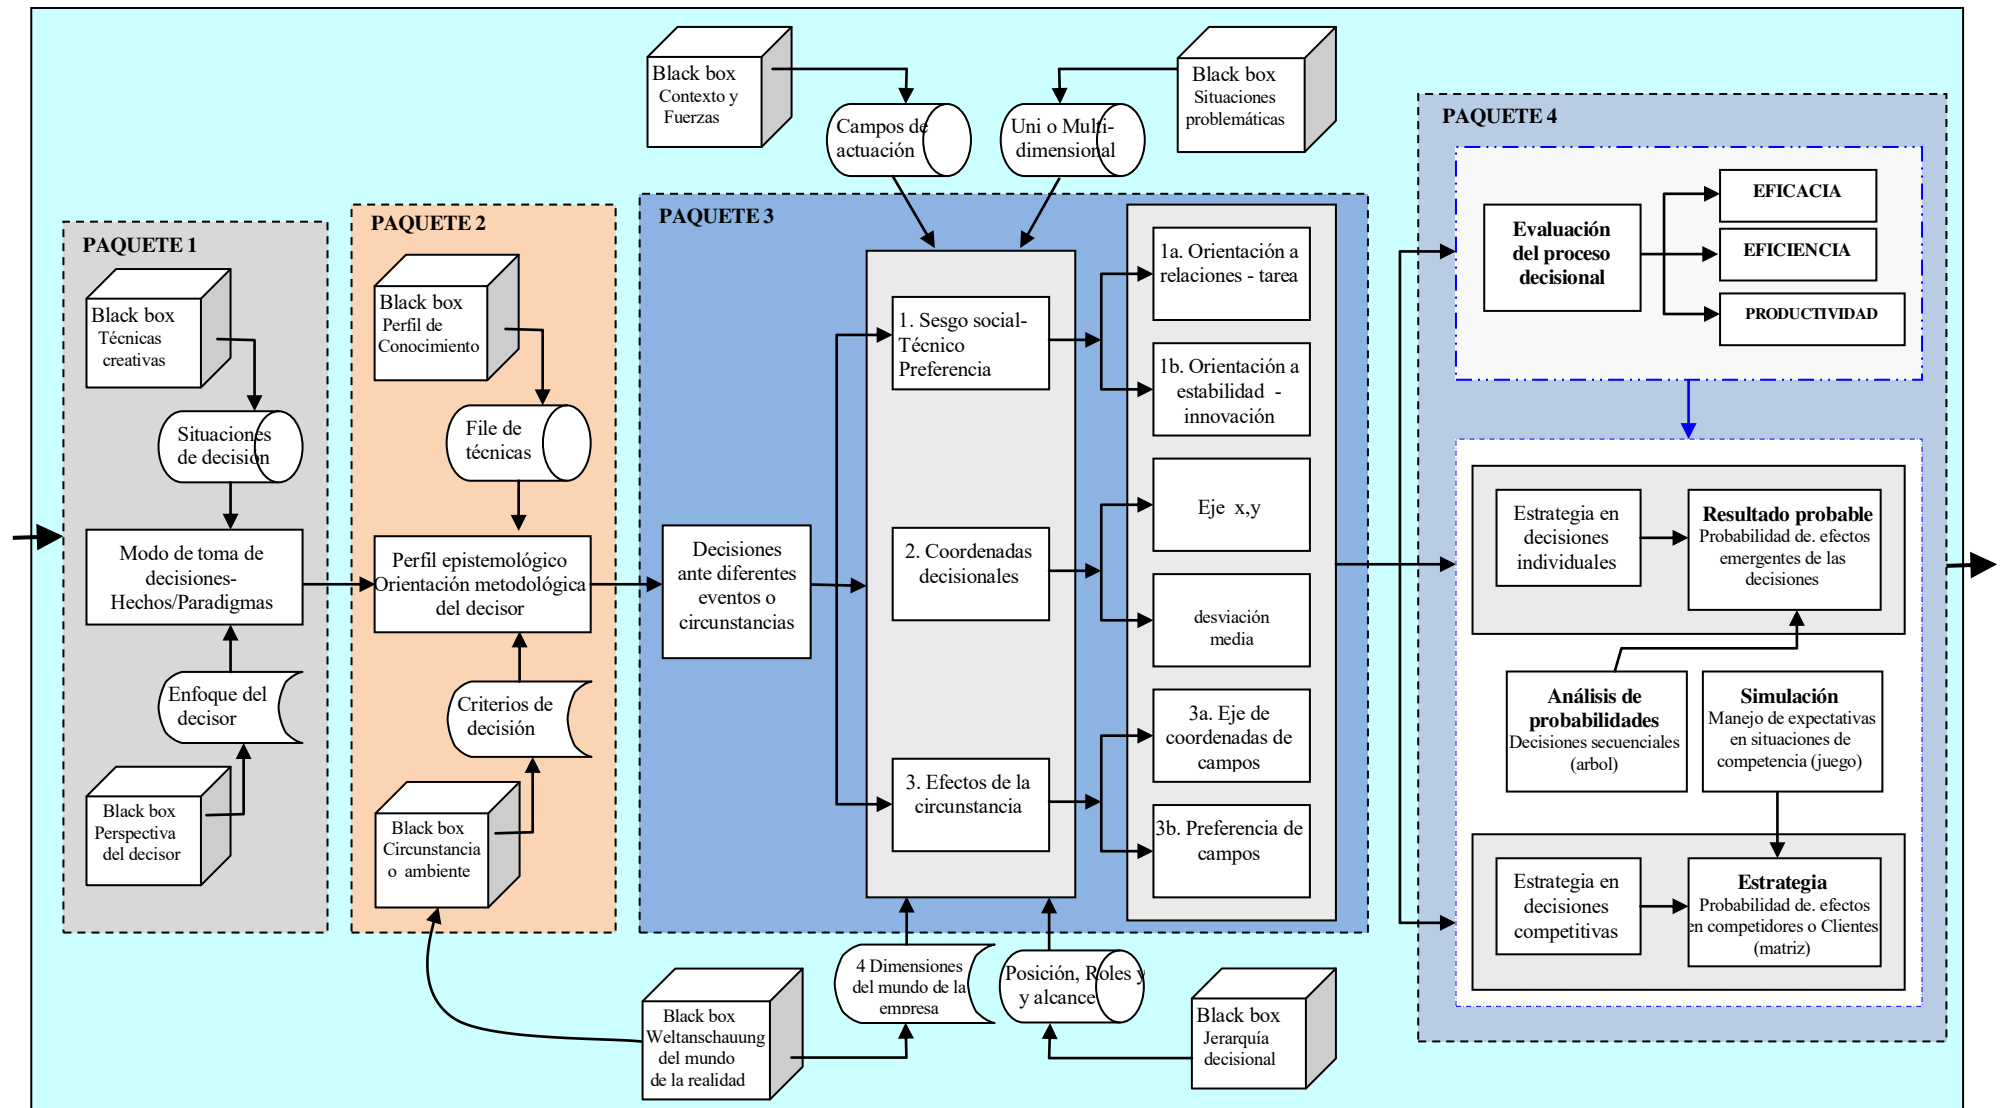 Black box
Contexto y
Fuerzas
Campos de
actuación
Uni o Multi-
dimensional
Black box
Situaciones
problemáticas
PAQUETE 1
Black box
Técnicas
creativas
Situaciones
de decisión
Modo de toma de
decisiones-
Hechos/Paradigmas
Enfoque del
decisor
Black box
Perspectiva
del decisor
PAQUETE 2
Black box
Perfil de
Conocimiento
File de
técnicas
Perfil epistemológico
Orientación metodológica
del decisor
Criterios de
decisión
Black box
Circunstancia
o ambiente
PAQUETE 3
Decisiones
ante diferentes
eventos o
circunstancias
1. Sesgo social-
Técnico
Preferencia
2. Coordenadas
decisionales
3. Efectos de la
circunstancia
1a. Orientación a
relaciones - tarea
1b. Orientación a
estabilidad -
innovación
Eje x,y
desviación
media
3a. Eje de
coordenadas de
campos
3b. Preferencia de
campos
Black box
Weltanschauung
del mundo
de la realidad
4 Dimensiones
del mundo de la
empresa
Posición, Roles y
y alcance
Black box
Jerarquía
decisional
PAQUETE 4
Evaluación
del proceso
decisional
EFICACIA
EFICIENCIA
PRODUCTIVIDAD
Estrategia en
decisiones
individuales
Resultado probable
Probabilidad de. efectos
emergentes de las
decisiones
Análisis de
probabilidades
Decisiones secuenciales
(arbol)
Simulación
Manejo de expectativas
en situaciones de
competencia (juego)
Estrategia en
decisiones
competitivas
Estrategia
Probabilidad de. efectos
en competidores o Clientes
(matriz)